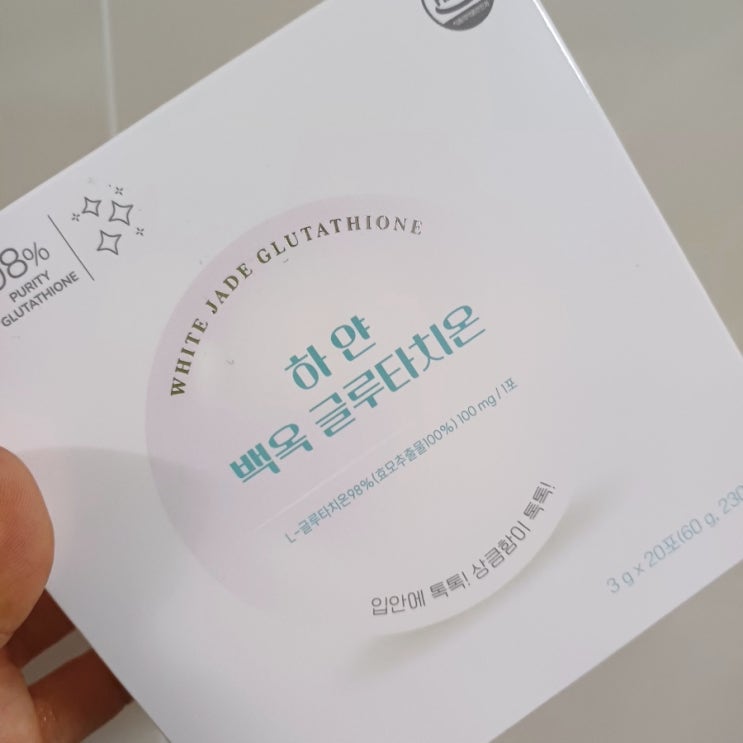 98%
PURITY
GLUTATHIONE
WHITE JADE GLUTATHIONE
하얀
백옥 글루타치온
L-글루타치온98%(효모추출물100%) 100 mg / 1포
입안에 톡톡! 상큼함이 톡톡!
3 g x 20포(60 g, 230